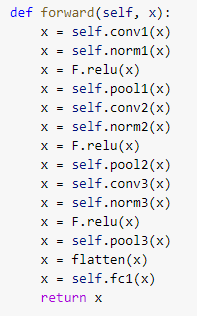 def forward(self, x):
    x = self.conv1(x)
    x = self.norm1(x)
    x = F.relu(x)
    x = self.pool1(x)
    x = self.conv2(x)
    x = self.norm2(x)
    x = F.relu(x)
    x = self.pool2(x)
    x = self.conv3(x)
    x = self.norm3(x)
    x = F.relu(x)
    x = self.pool3(x)
    x = flatten(x)
    x = self.fc1(x)
    return x